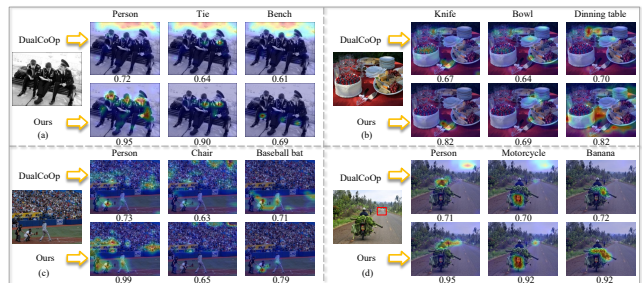 Person Tie Bench
DualCoOp
0.72 0.64 0.61
Ours
(a)
0.95 0.90 0.69
Knife Bowl Dinning table
DualCoOp
0.67 0.64 0.70
Ours
(b)
0.82 0.69 0.82
Person Chair Baseball bat
DualCoOp
0.73 0.63 0.71
Ours
(c)
0.99 0.65 0.79
Person Motorcycle Banana
DualCoOp
0.71 0.70 0.72
Ours
(d)
0.95 0.92 0.92